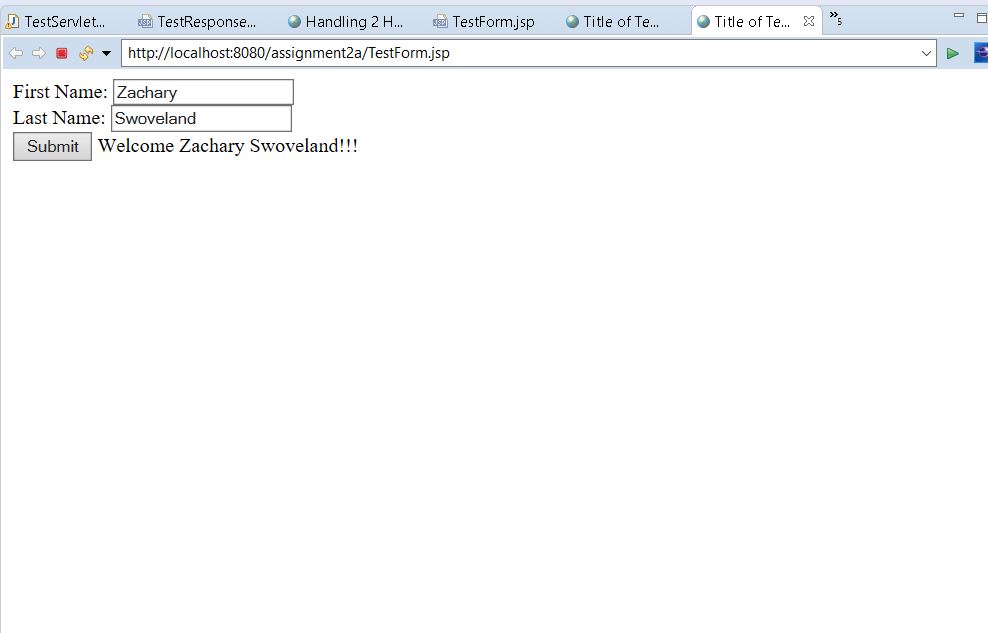 TestServlet... TestResponse... Handling 2 H... TestForm.jsp Title of Te... Title of Te... »5
http://localhost:8080/assignment2a/TestForm.jsp
First Name: Zachary
Last Name: Swoveland
Submit Welcome Zachary Swoveland!!!